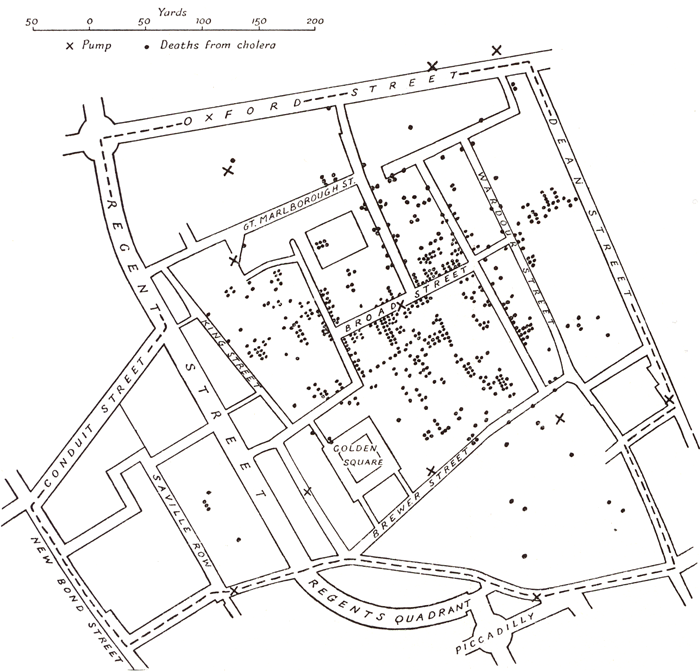 Yards
50 0 50 100 150 200
× Pump • Deaths from cholera
OXFORD STREET
DEAN STREET
WARDOUR STREET
GT. MARLBOROUGH ST.
REGENT STREET
BROAD STREET
KING STREET
CONDUIT STREET
GOLDEN
SQUARE
SAVILLE ROW
BREWER STREET
NEW BOND STREET
REGENTS QUADRANT
PICCADILLY